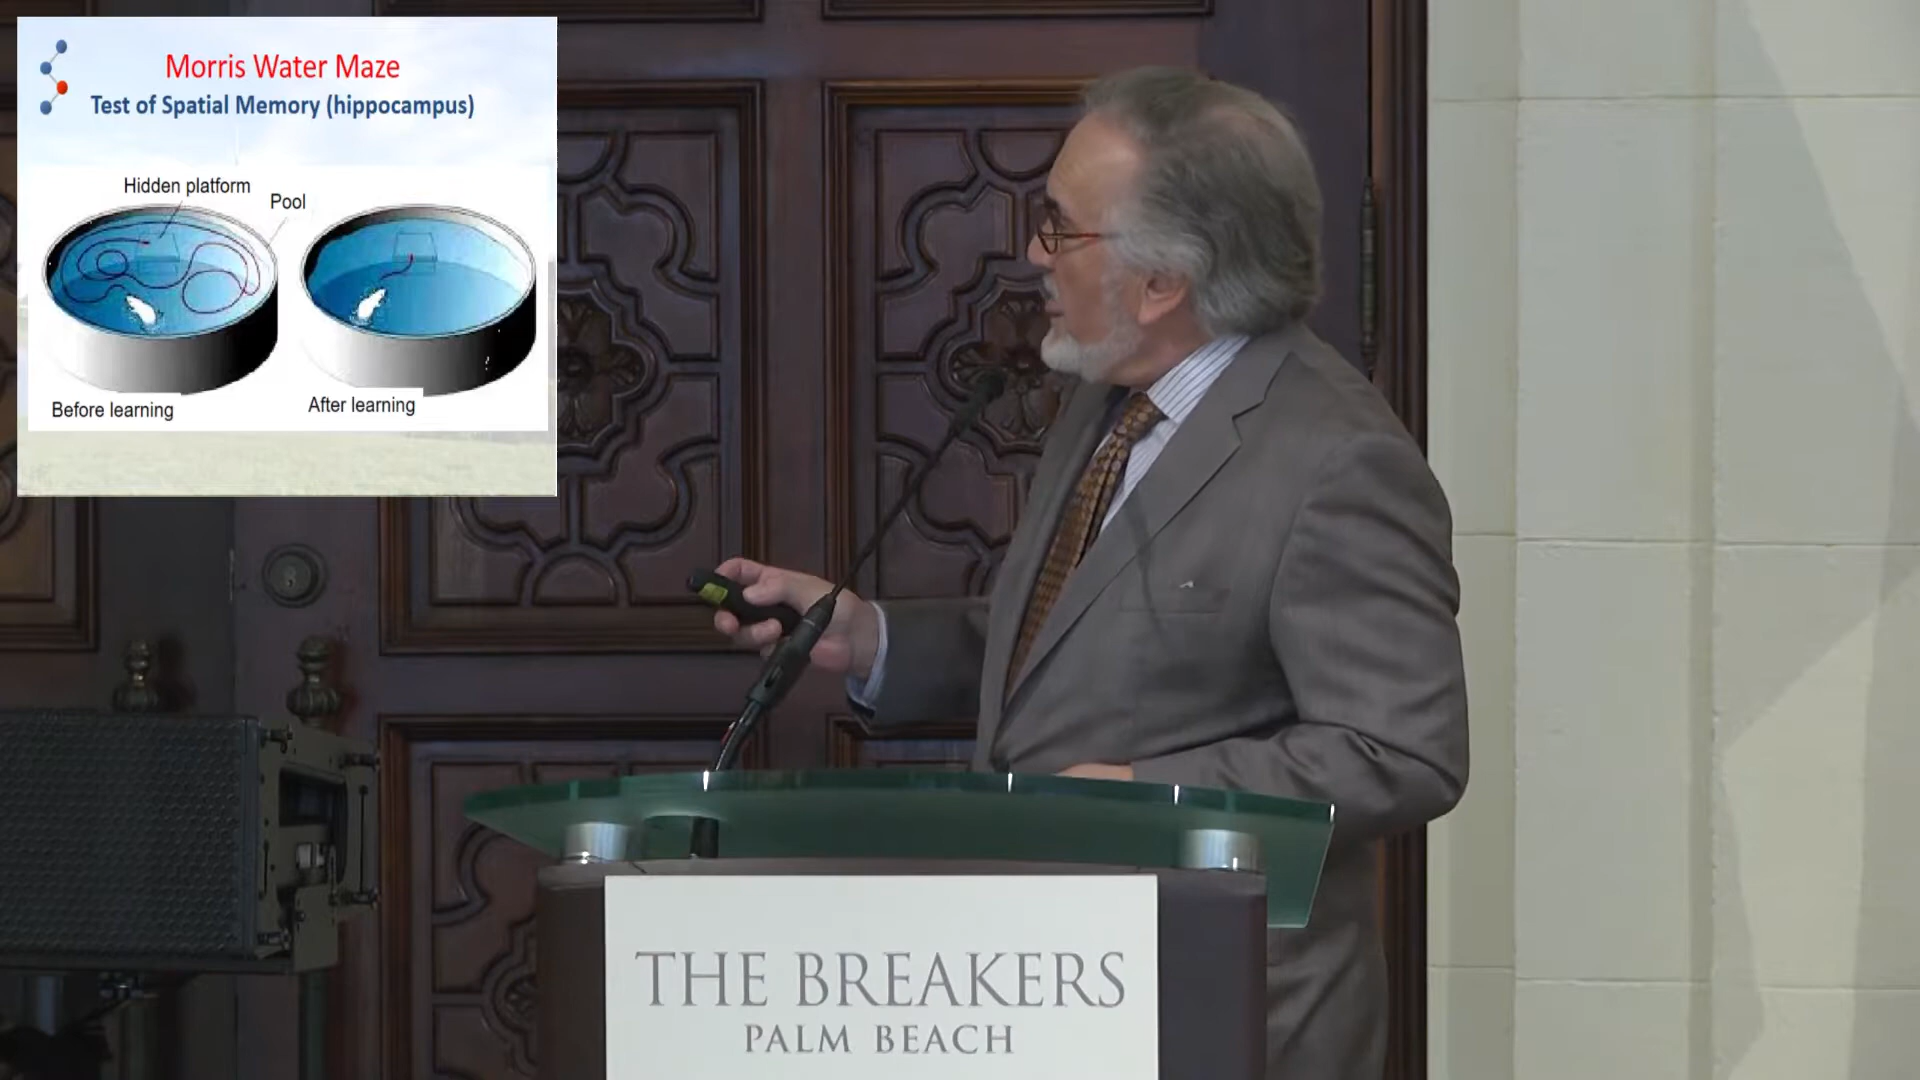 Morris Water Maze
Test of Spatial Memory (hippocampus)
Hidden platform
Pool
Before learning
After learning
THE BREAKERS
PALM BEACH